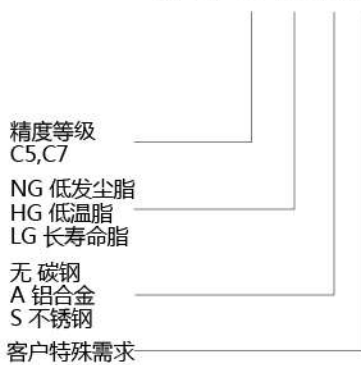 精度等级
C5,C7
NG 低发尘脂
HG 低温脂
LG 长寿命脂
无 碳钢
A 铝合金
S 不锈钢
客户特殊需求